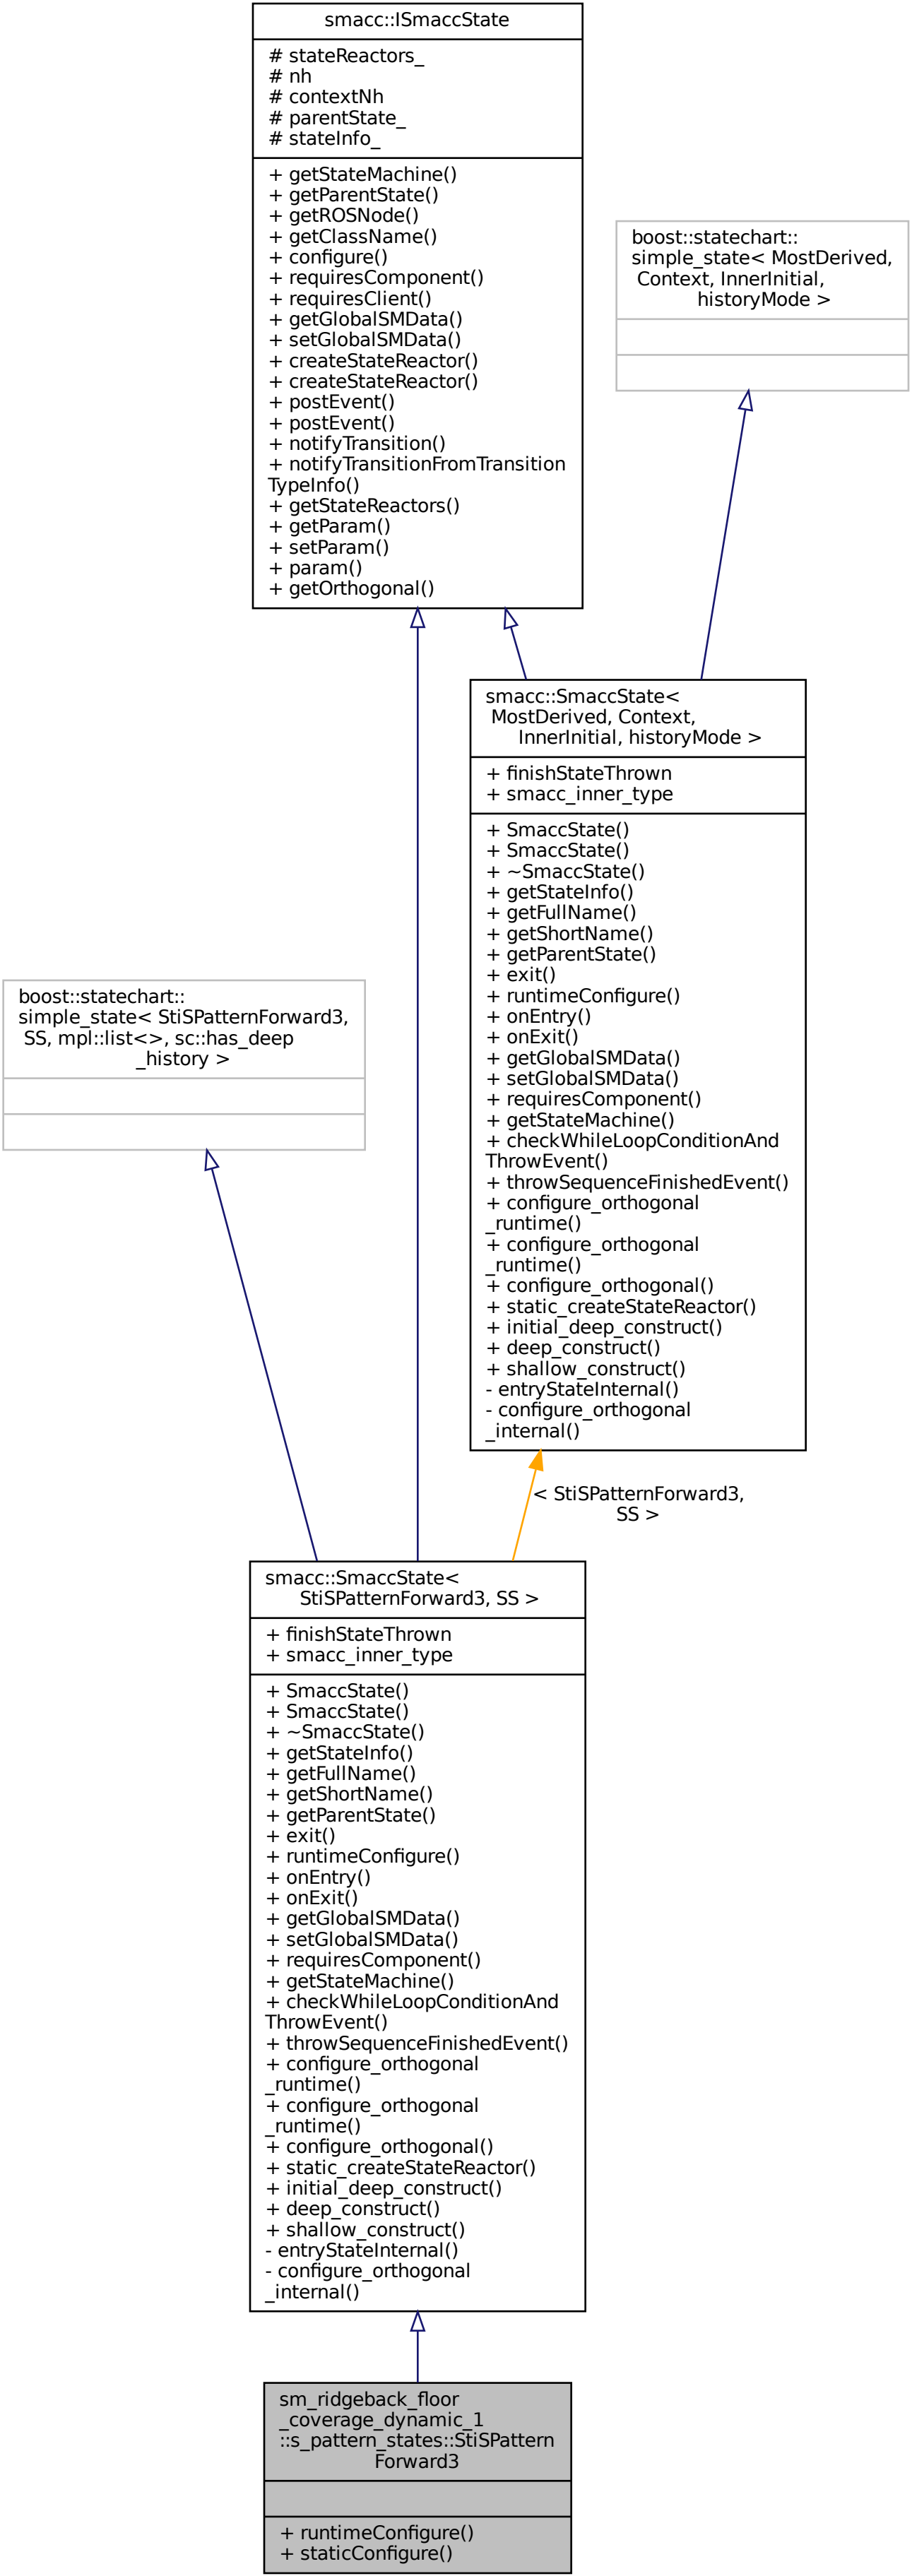 smacc::ISmaccState
# stateReactors_
# nh
# contextNh
# parentState_
# stateInfo_
+ getStateMachine()
+ getParentState()
+ getROSNode()
+ getClassName()
+ configure()
+ requiresComponent()
+ requiresClient()
+ getGlobalSMData()
+ setGlobalSMData()
+ createStateReactor()
+ createStateReactor()
+ postEvent()
+ postEvent()
+ notifyTransition()
+ notifyTransitionFromTransition
TypeInfo()
+ getStateReactors()
+ getParam()
+ setParam()
+ param()
+ getOrthogonal()
boost::statechart::
simple_state< MostDerived,
Context, InnerInitial,
historyMode >
smacc::SmaccState<
MostDerived, Context,
InnerInitial, historyMode >
+ finishStateThrown
+ smacc_inner_type
+ SmaccState()
+ SmaccState()
+ ~SmaccState()
+ getStateInfo()
+ getFullName()
+ getShortName()
+ getParentState()
+ exit()
+ runtimeConfigure()
+ onEntry()
+ onExit()
+ getGlobalSMData()
+ setGlobalSMData()
+ requiresComponent()
+ getStateMachine()
+ checkWhileLoopConditionAnd
ThrowEvent()
+ throwSequenceFinishedEvent()
+ configure_orthogonal
_runtime()
+ configure_orthogonal
_runtime()
+ configure_orthogonal()
+ static_createStateReactor()
+ initial_deep_construct()
+ deep_construct()
+ shallow_construct()
- entryStateInternal()
- configure_orthogonal
_internal()
boost::statechart::
simple_state< StiSPatternForward3,
SS, mpl::list<>, sc::has_deep
_history >
< StiSPatternForward3,
SS >
smacc::SmaccState<
StiSPatternForward3, SS >
+ finishStateThrown
+ smacc_inner_type
+ SmaccState()
+ SmaccState()
+ ~SmaccState()
+ getStateInfo()
+ getFullName()
+ getShortName()
+ getParentState()
+ exit()
+ runtimeConfigure()
+ onEntry()
+ onExit()
+ getGlobalSMData()
+ setGlobalSMData()
+ requiresComponent()
+ getStateMachine()
+ checkWhileLoopConditionAnd
ThrowEvent()
+ throwSequenceFinishedEvent()
+ configure_orthogonal
_runtime()
+ configure_orthogonal
_runtime()
+ configure_orthogonal()
+ static_createStateReactor()
+ initial_deep_construct()
+ deep_construct()
+ shallow_construct()
- entryStateInternal()
- configure_orthogonal
_internal()
sm_ridgeback_floor
_coverage_dynamic_1
::s_pattern_states::StiSPattern
Forward3
+ runtimeConfigure()
+ staticConfigure()